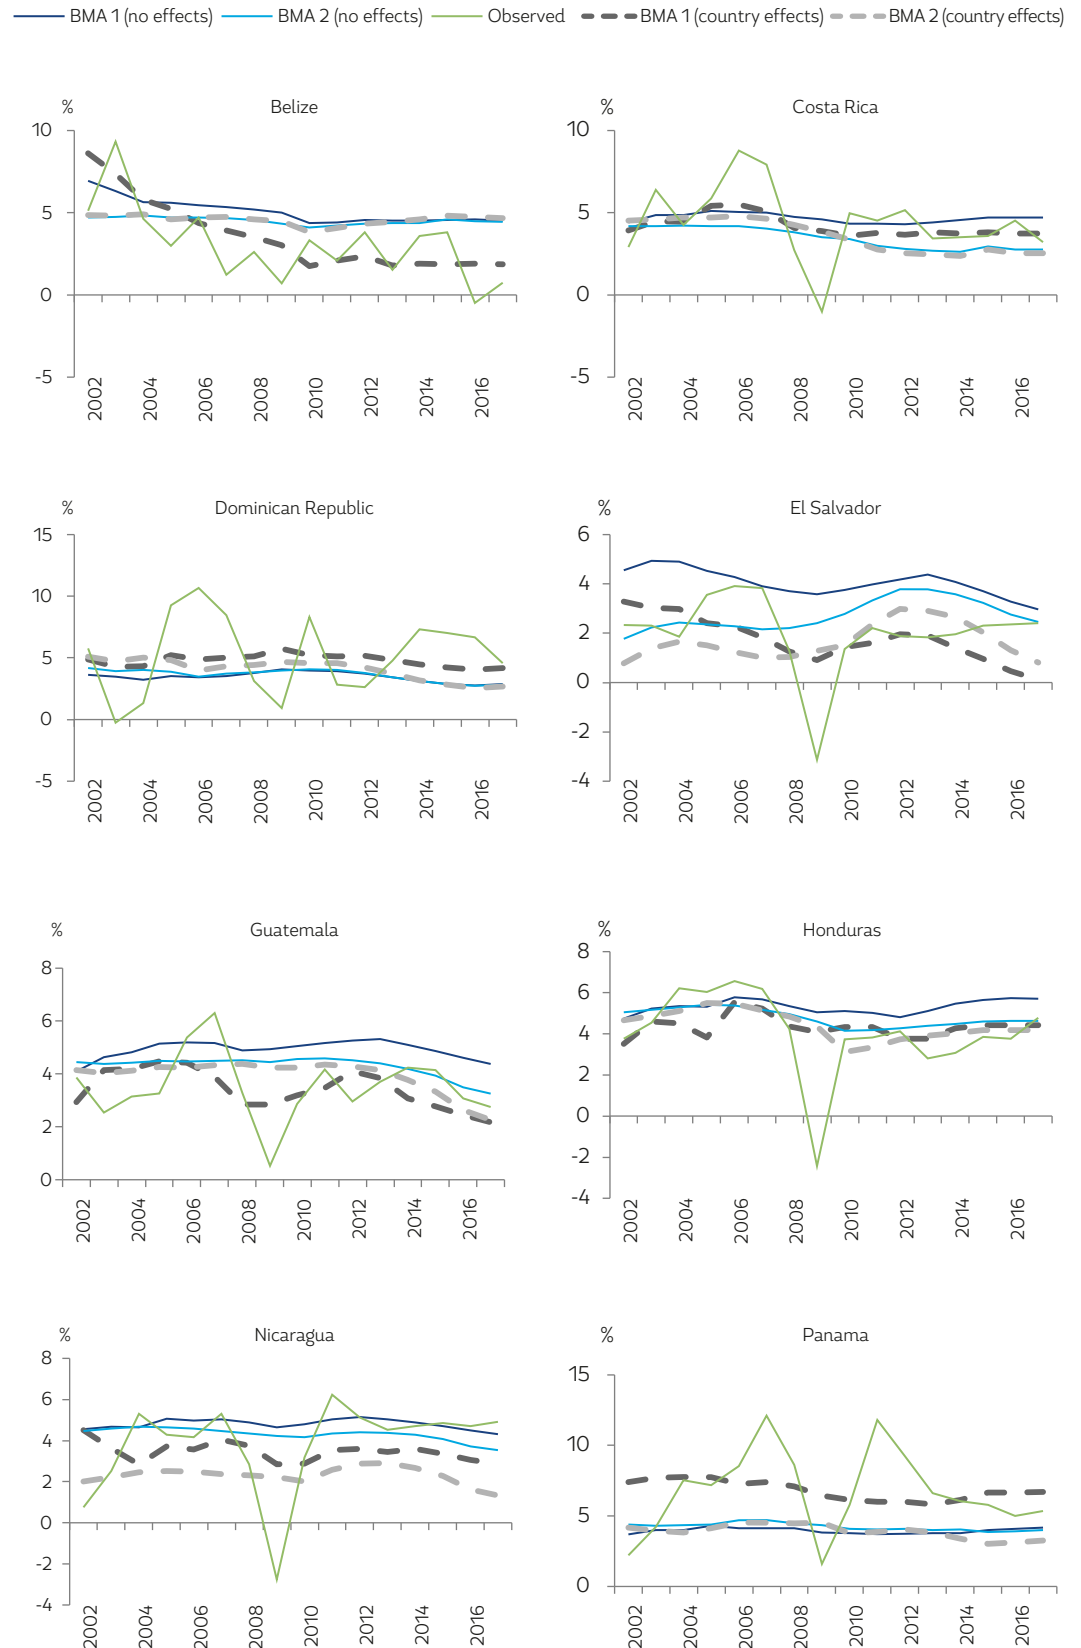 BMA 1 (no effects) BMA 2 (no effects) Observed BMA 1 (country effects) BMA 2 (country effects)
% Belize
10
5
0
-5
2002 2004 2006 2008 2010 2012 2014 2016
% Costa Rica
10
5
0
-5
2002 2004 2006 2008 2010 2012 2014 2016
% Dominican Republic
15
10
5
0
-5
2002 2004 2006 2008 2010 2012 2014 2016
% El Salvador
6
4
2
0
-2
-4
2002 2004 2006 2008 2010 2012 2014 2016
% Guatemala
8
6
4
2
0
2002 2004 2006 2008 2010 2012 2014 2016
% Honduras
8
6
4
2
0
-2
-4
2002 2004 2006 2008 2010 2012 2014 2016
% Nicaragua
8
6
4
2
0
-2
-4
2002 2004 2006 2008 2010 2012 2014 2016
% Panama
15
10
5
0
2002 2004 2006 2008 2010 2012 2014 2016